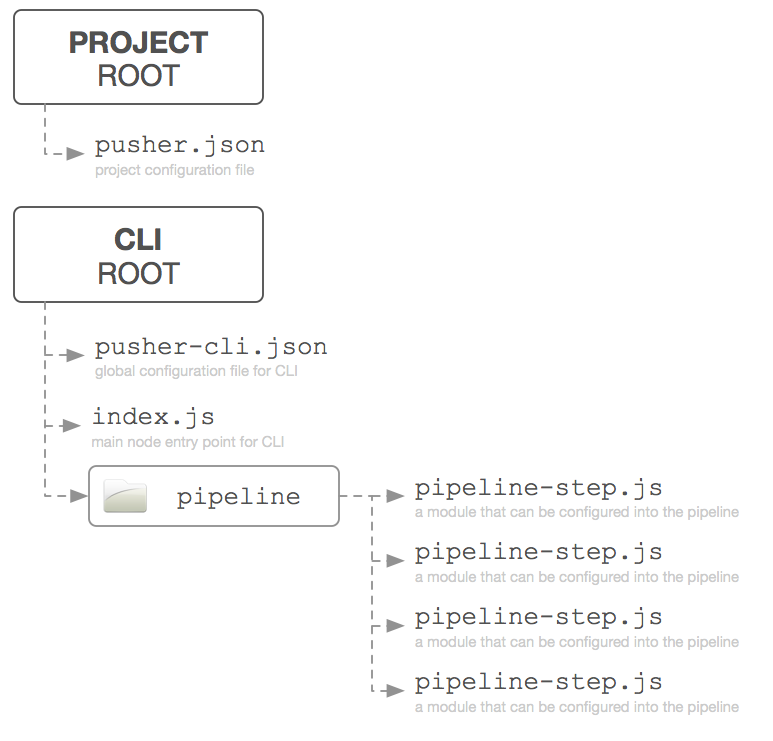 PROJECT
ROOT
pusher.json
project configuration file
CLI
ROOT
pusher-cli.json
global configuration file for CLI
index.js
main node entry point for CLI
pipeline
pipeline-step.js
a module that can be configured into the pipeline
pipeline-step.js
a module that can be configured into the pipeline
pipeline-step.js
a module that can be configured into the pipeline
pipeline-step.js
a module that can be configured into the pipeline